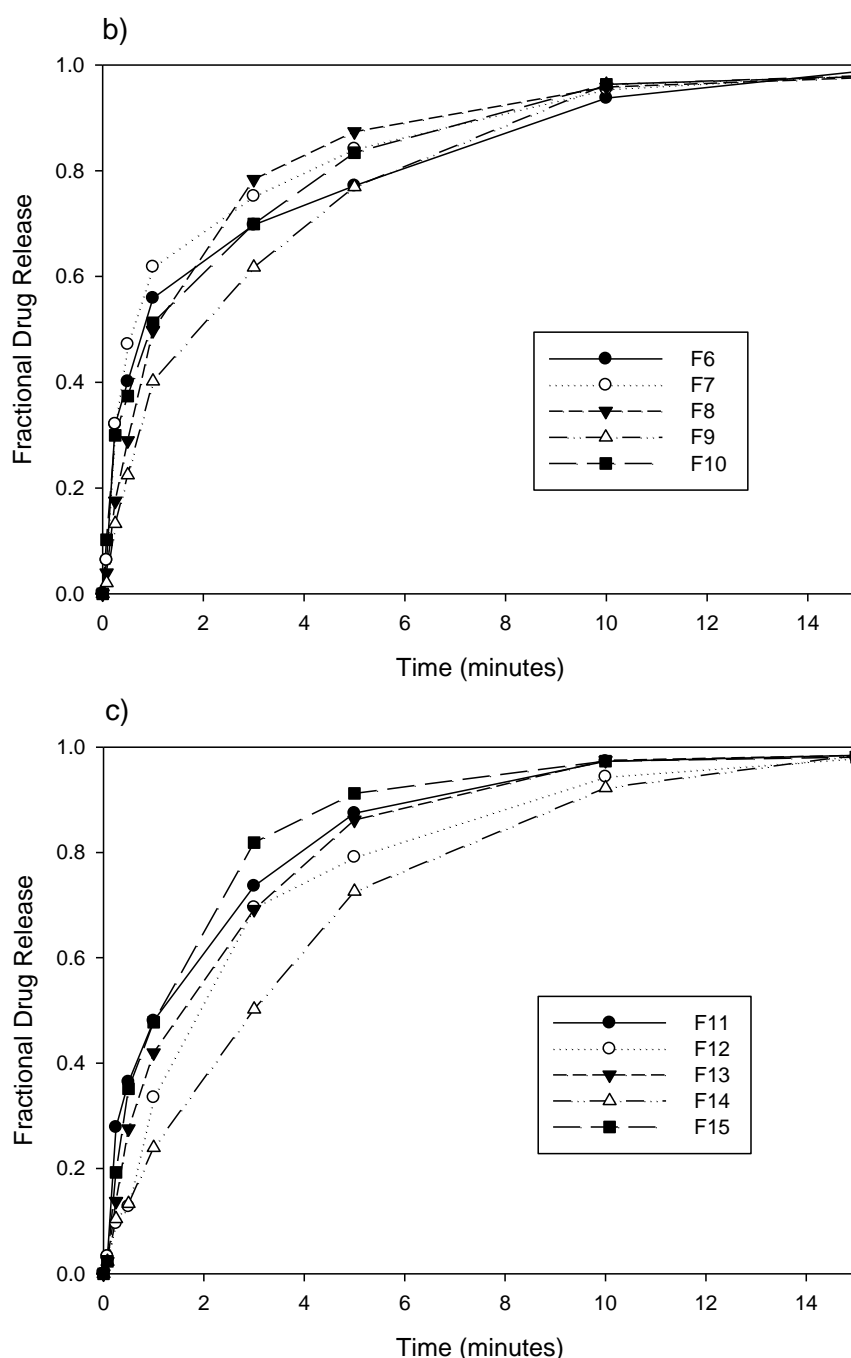 b)
1.0
0.8
0.6
0.4
0.2
0.0
Fractional Drug Release
F6
F7
F8
F9
F10
0 2 4 6 8 10 12 14
Time (minutes)
c)
1.0
0.8
0.6
0.4
0.2
0.0
Fractional Drug Release
F11
F12
F13
F14
F15
0 2 4 6 8 10 12 14
Time (minutes)